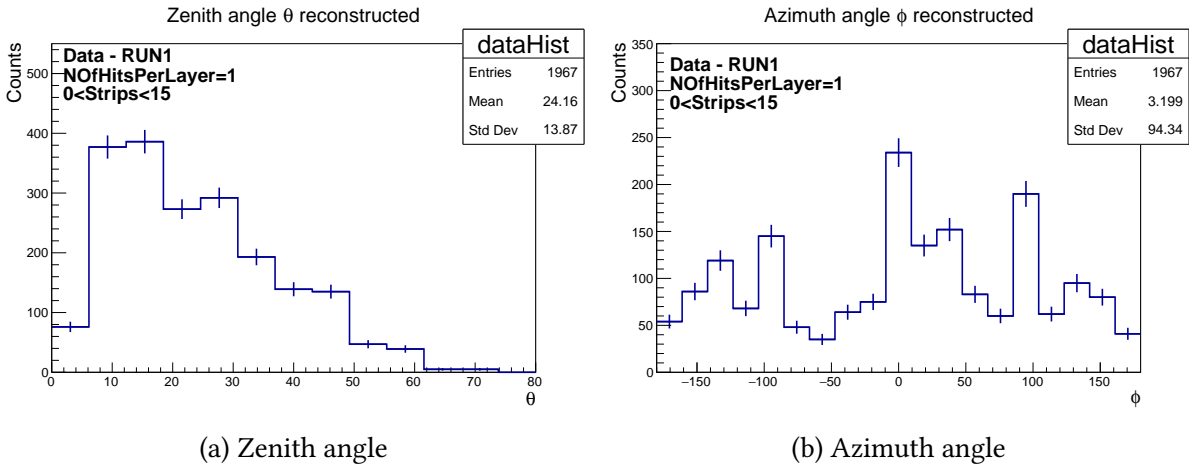 Zenith angle θ reconstructed
Counts
Data - RUN1
NOfHitsPerLayer=1
0<Strips<15
dataHist
Entries 1967
Mean 24.16
Std Dev 13.87
500
400
300
200
100
0
0 10 20 30 40 50 60 70 80
θ
(a) Zenith angle
Azimuth angle ϕ reconstructed
Counts
Data - RUN1
NOfHitsPerLayer=1
0<Strips<15
dataHist
Entries 1967
Mean 3.199
Std Dev 94.34
350
300
250
200
150
100
50
0
−150 −100 −50 0 50 100 150
ϕ
(b) Azimuth angle